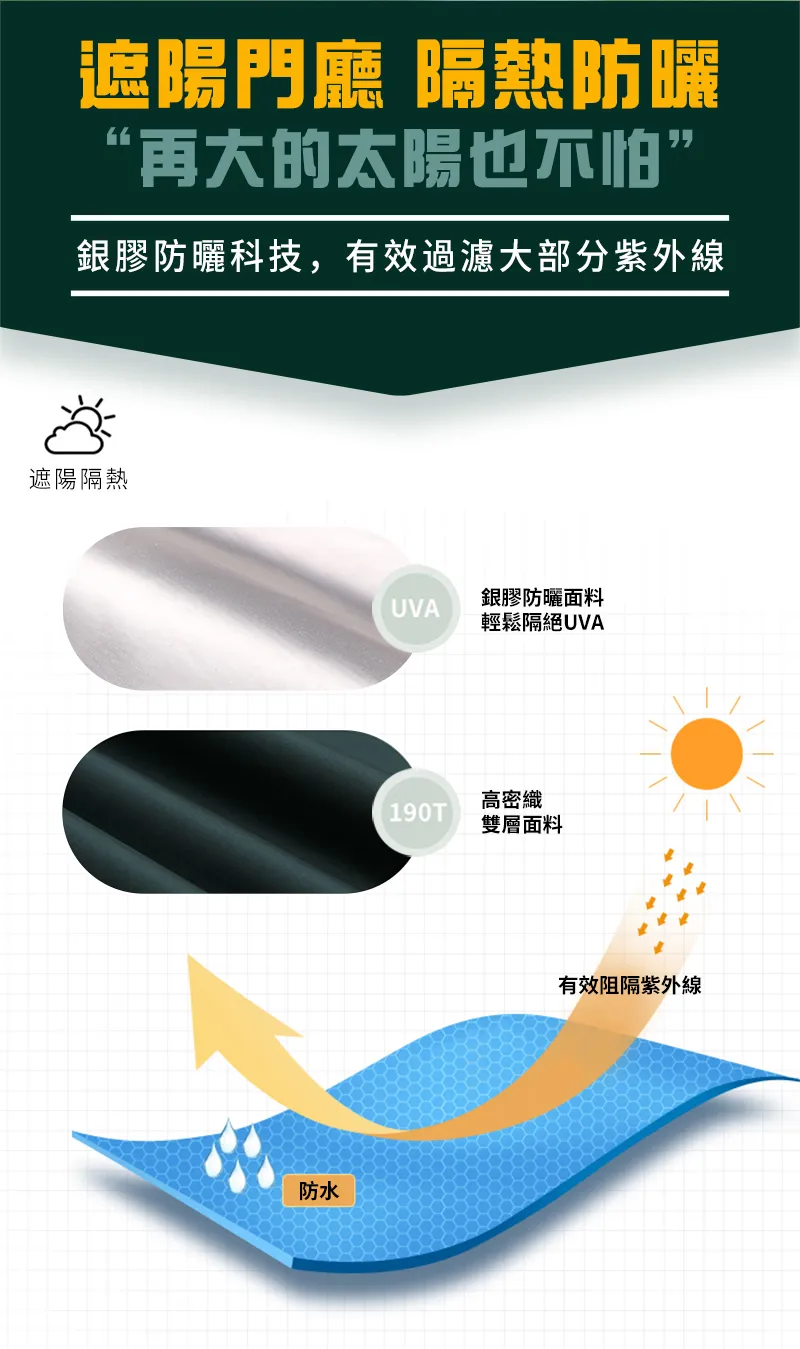 遮陽門廳 隔熱防曬
“再大的太陽也不怕”
銀膠防曬科技，有效過濾大部分紫外線
遮陽隔熱
UVA
銀膠防曬面料
輕鬆隔絕UVA
190T
高密織
雙層面料
有效阻隔紫外線
防水